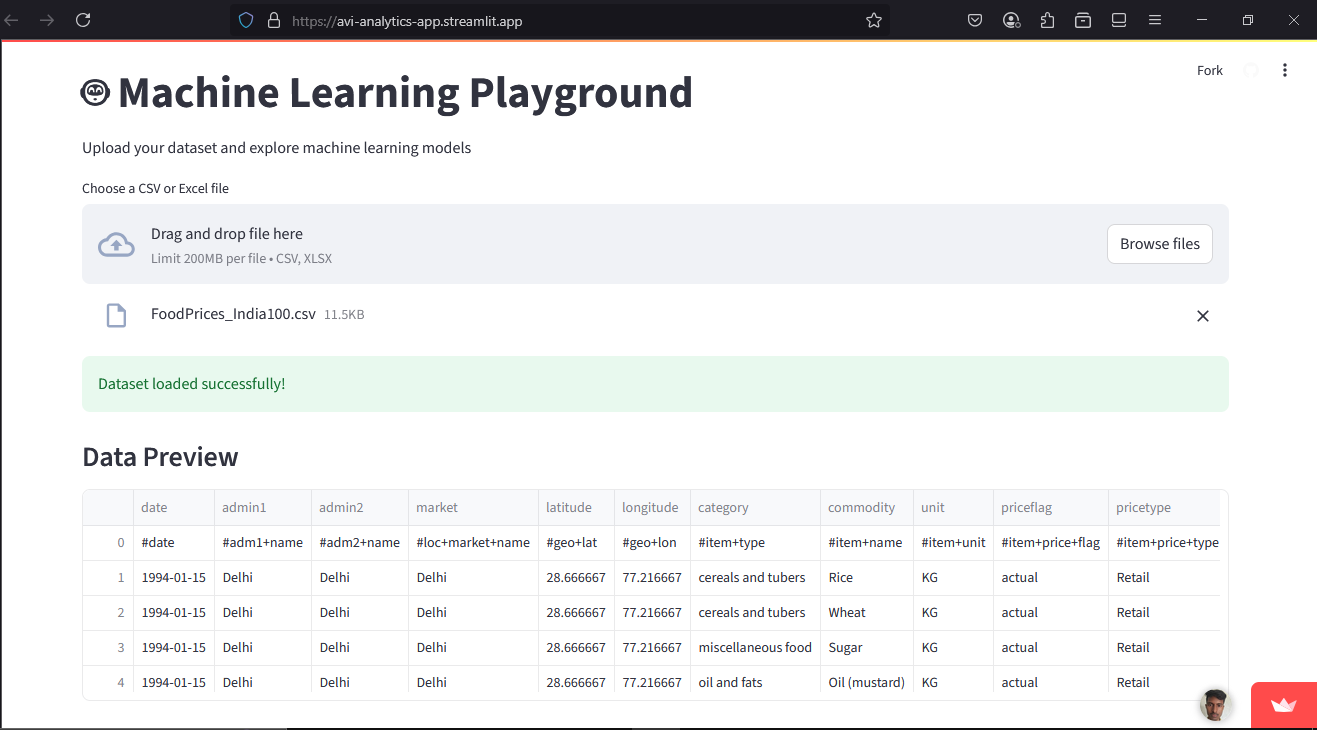 https://avi-analytics-app.streamlit.app
Fork
Machine Learning Playground
Upload your dataset and explore machine learning models
Choose a CSV or Excel file
Drag and drop file here
Limit 200MB per file • CSV, XLSX
Browse files
FoodPrices_India100.csv 11.5KB
Dataset loaded successfully!
Data Preview
date admin1 admin2 market latitude longitude category commodity unit priceflag pricetype
0 #date #adm1+name #adm2+name #loc+market+name #geo+lat #geo+lon #item+type #item+name #item+unit #item+price+flag #item+price+type
1 1994-01-15 Delhi Delhi Delhi 28.666667 77.216667 cereals and tubers Rice KG actual Retail
2 1994-01-15 Delhi Delhi Delhi 28.666667 77.216667 cereals and tubers Wheat KG actual Retail
3 1994-01-15 Delhi Delhi Delhi 28.666667 77.216667 miscellaneous food Sugar KG actual Retail
4 1994-01-15 Delhi Delhi Delhi 28.666667 77.216667 oil and fats Oil (mustard) KG actual Retail